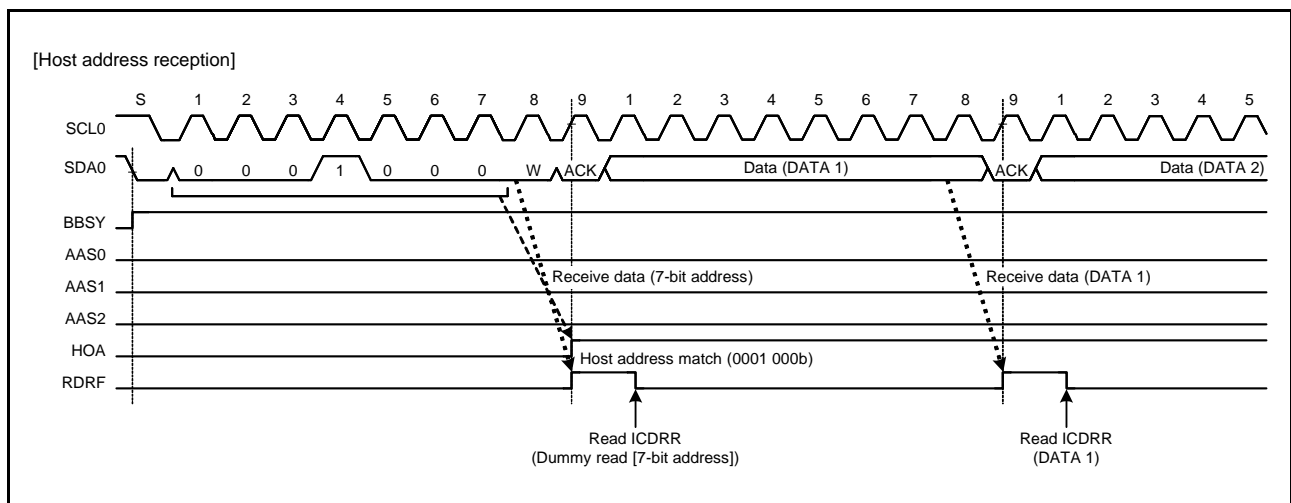 [Host address reception]
S 1 2 3 4 5 6 7 8 9 1 2 3 4 5 6 7 8 9 1 2 3 4 5
SCL0
SDA0 0 0 0 1 0 0 0 W ACK Data (DATA 1) ACK Data (DATA 2)
BBSY
AAS0
Receive data (7-bit address) Receive data (DATA 1)
AAS1
AAS2
HOA
Host address match (0001 000b)
RDRF
Read ICDRR Read ICDRR
(Dummy read [7-bit address]) (DATA 1)